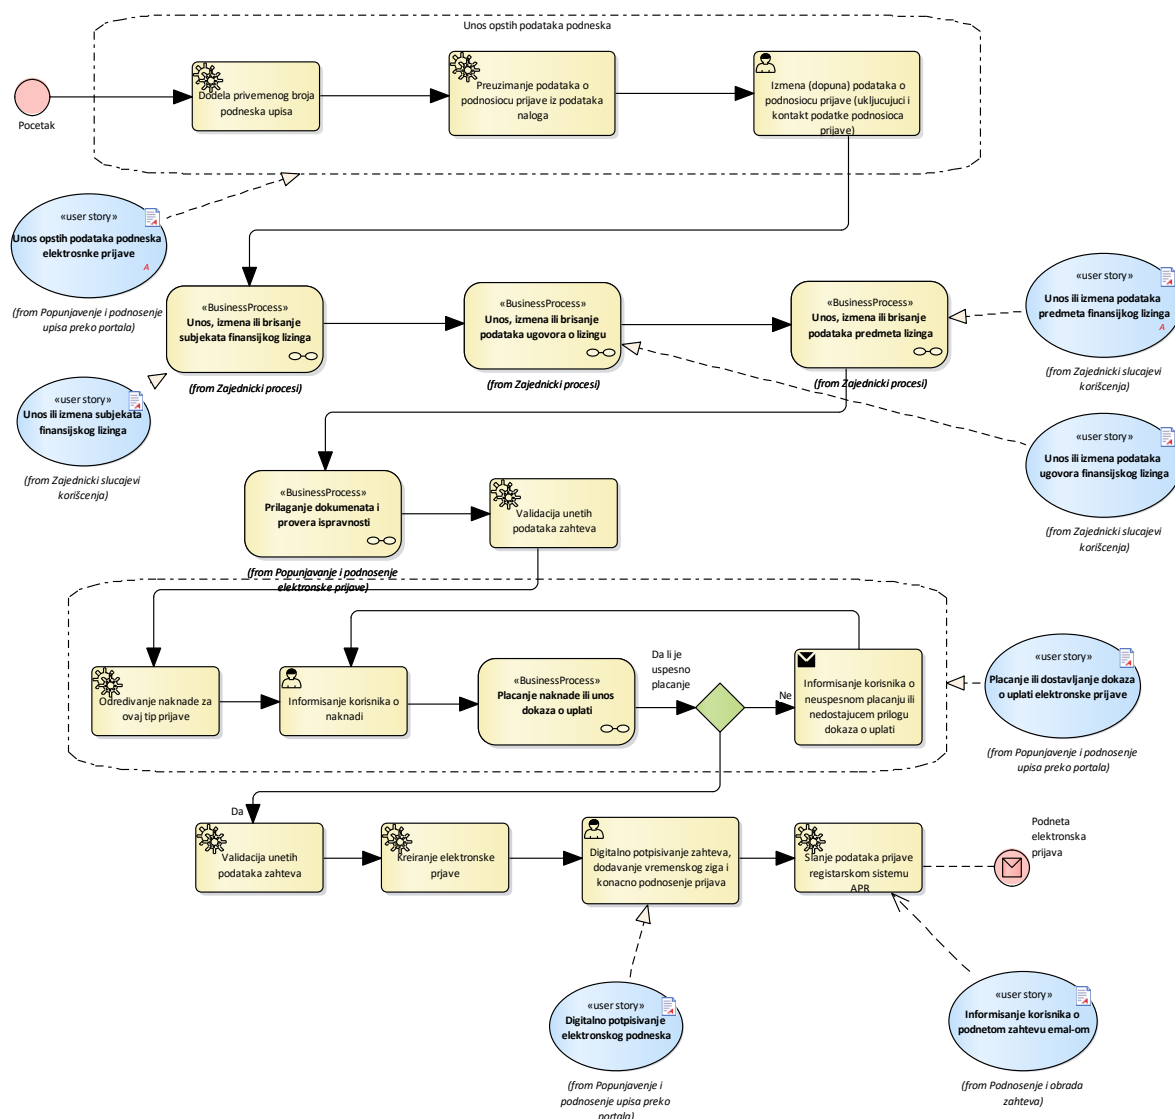 Unos opstih podataka podneska
Pocetak
Dodela privemenog broja
podneska upisa
Preuzimanje podataka o
podnosiocu prijave iz podataka
naloga
Izmena (dopuna) podataka o
podnosiocu prijave (ukljucujuci i
kontakt podatke podnosioca
prijave)
«user story»
Unos opstih podataka podneska
elektrosnke prijave
A
(from Popunjavenje i podnosenje
upisa preko portala)
«BusinessProcess»
Unos, izmena ili brisanje
subjekata finansijkog lizinga
(from Zajednicki procesi)
«BusinessProcess»
Unos, izmena ili brisanje
podataka ugovora o lizingu
(from Zajednicki procesi)
«BusinessProcess»
Unos, izmena ili brisanje
podataka predmeta lizinga
(from Zajednicki procesi)
«user story»
Unos ili izmena podataka
predmeta finansijkog lizinga
A
(from Zajednicki slucajevi
korišcenja)
«user story»
Unos ili izmena subjekata
finansijskog lizinga
(from Zajednicki slucajevi
korišcenja)
«user story»
Unos ili izmena podataka
ugovora finansijskog lizinga
(from Zajednicki slucajevi
korišcenja)
«BusinessProcess»
Prilaganje dokumenata i
provera ispravnosti
(from Popunjavanje i podnosenje
elektronske prijave)
Validacija unetih
podataka zahteva
Odredivanje naknade za
ovaj tip prijave
Informisanje korisnika o
naknadi
«BusinessProcess»
Placanje naknade ili unos
dokaza o uplati
Da li je
uspesno
placanje
Ne
Informisanje korisnika o
neuspesnom placanju ili
nedostajucem prilogu
dokaza o uplati
«user story»
Placanje ili dostavljanje dokaza
o uplati elektronske prijave
(from Popunjavenje i podnosenje
upisa preko portala)
Da
Validacija unetih
podataka zahteva
Kreiranje elektronske
prjave
Digitalno potpisivanje zahteva,
dodavanje vremenskog ziga i
konacno podnosenje prijava
Slanje podataka prijave
registarskom sistemu
APR
Podneta
elektronska
prijava
«user story»
Digitalno potpisivanje
elektronskog podneska
(from Popunjavenje i
podnosenje upisa preko
portala)
«user story»
Informisanje korisnika o
podnetom zahtevu emal-om
(from Podnosenje i obrada
zahteva)